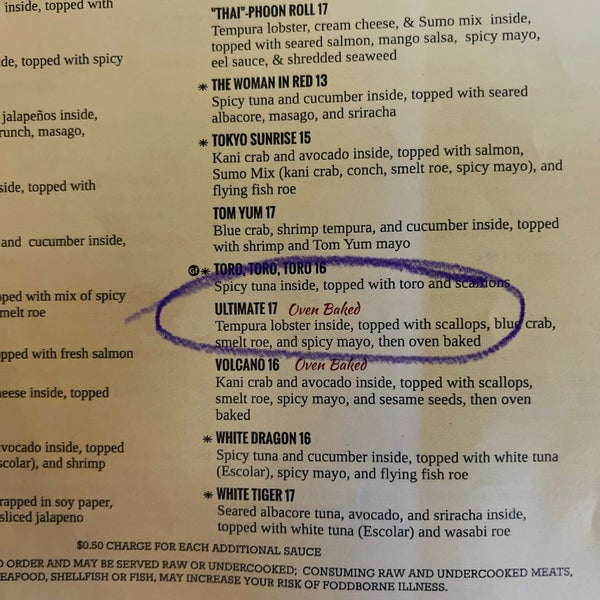 inside, topped with
de, topped with spicy
jalapeños inside,
runch, masago,
side, topped with
and cucumber inside,
pped with mix of spicy
melt roe
opped with fresh salmon
heese inside, topped
vocado inside, topped
scolar), and shrimp
rapped in soy paper,
sliced jalapeno
"THAI"-PHOON ROLL 17
Tempura lobster, cream cheese, & Sumo mix inside,
topped with seared salmon, mango salsa, spicy mayo,
eel sauce, & shredded seaweed
* THE WOMAN IN RED 13
Spicy tuna and cucumber inside, topped with seared
albacore, masago, and sriracha
* TOKYO SUNRISE 15
Kani crab and avocado inside, topped with salmon,
Sumo Mix (kani crab, conch, smelt roe, spicy mayo), and
flying fish roe
TOM YUM 17
Blue crab, shrimp tempura, and cucumber inside, topped
with shrimp and Tom Yum mayo
* TORO, TORO, TORO 16
Spicy tuna inside, topped with toro and scallions
ULTIMATE 17 Oven Baked
Tempura lobster inside, topped with scallops, blue crab,
smelt roe, and spicy mayo, then oven baked
VOLCANO 16 Oven Baked
Kani crab and avocado inside, topped with scallops,
smelt roe, spicy mayo, and sesame seeds, then oven
baked
* WHITE DRAGON 16
Spicy tuna and cucumber inside, topped with white tuna
(Escolar), spicy mayo, and flying fish roe
* WHITE TIGER 17
Seared albacore tuna, avocado, and sriracha inside,
topped with white tuna (Escolar) and wasabi roe
$0.50 CHARGE FOR EACH ADDITIONAL SAUCE
O ORDER AND MAY BE SERVED RAW OR UNDERCOOKED; CONSUMING RAW AND UNDERCOOKED MEATS,
EAFOOD, SHELLFISH OR FISH, MAY INCREASE YOUR RISK OF FOODBORNE ILLNESS.